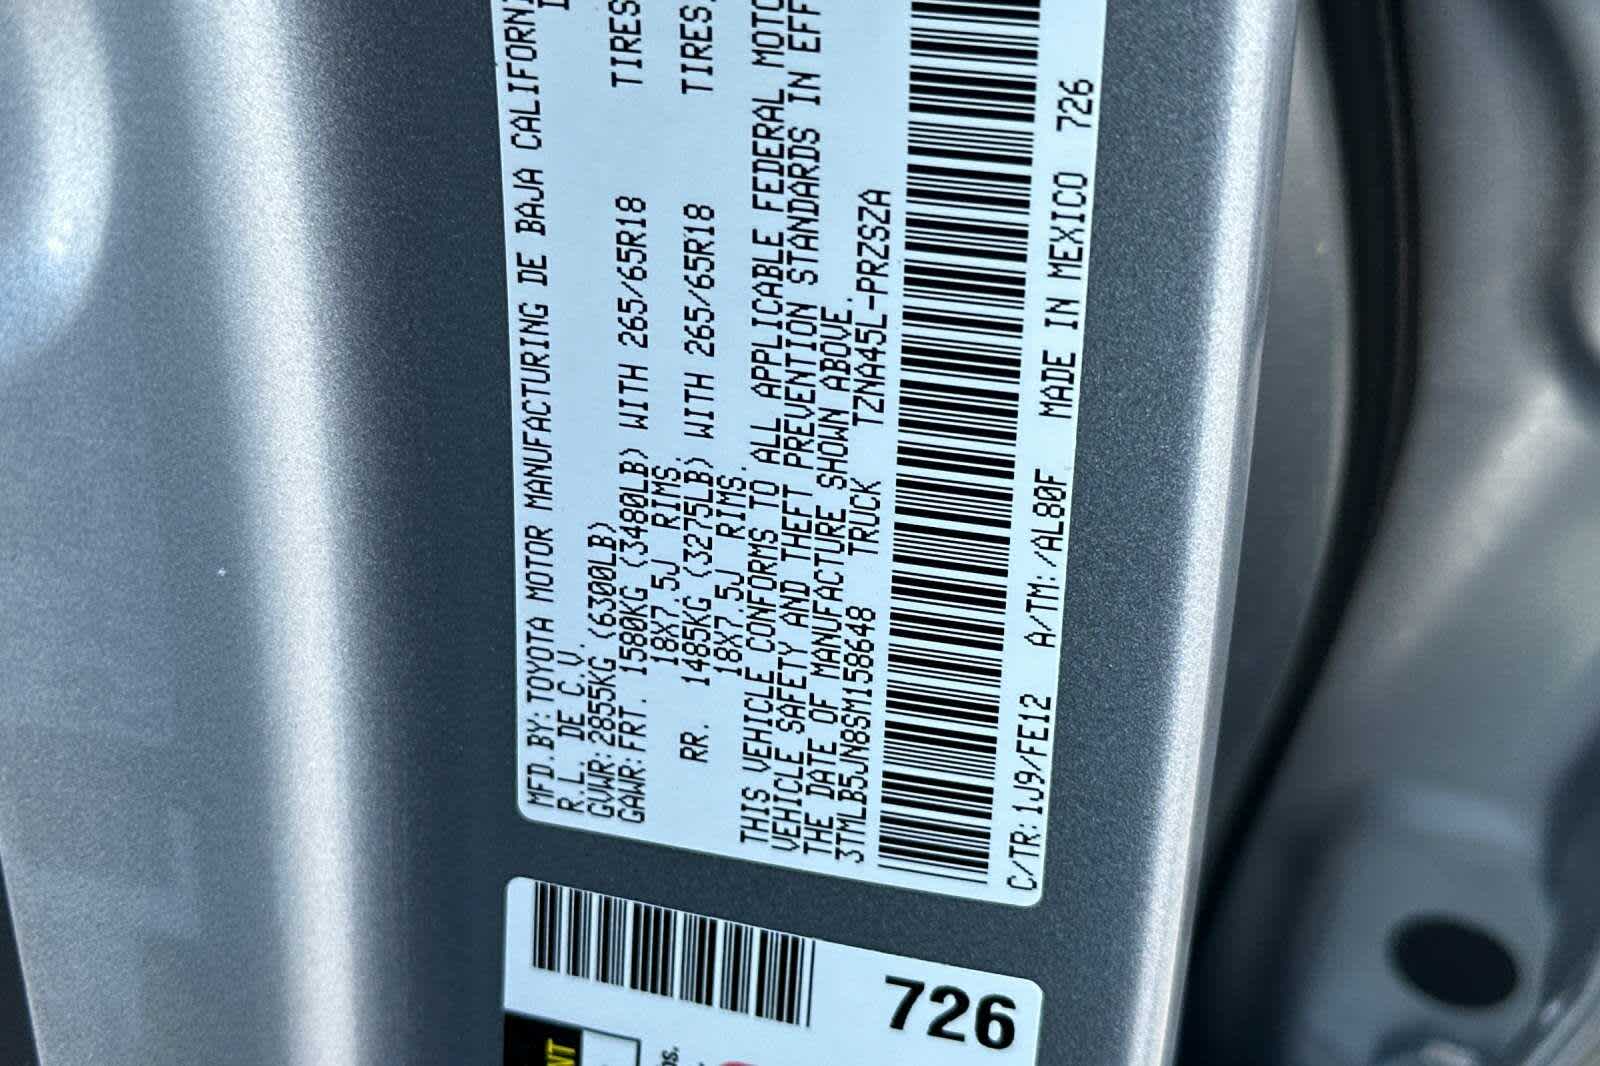 MFD.BY:TOYOTA MOTOR MANUFACTURING DE BAJA CALIFORN
R.L. DE C.V.
GVWR:2855KG (6300LB)
GAWR:FRT. 1580KG (3480LB) WITH 265/65R18 TIRES
18X7.5J RIMS.
RR. 1485KG (3275LB) WITH 265/65R18 TIRES,
18X7.5J RIMS.
THIS VEHICLE CONFORMS TO ALL APPLICABLE FEDERAL MOTO
VEHICLE SAFETY AND THEFT PREVENTION STANDARDS IN EFF
THE DATE OF MANUFACTURE SHOWN ABOVE.
3TMLB5JN8SM158648 TRUCK TZNA45L-PRZSZA
C/TR:1J9/FE12 A/TM:/AL80F MADE IN MEXICO 726
726
NT